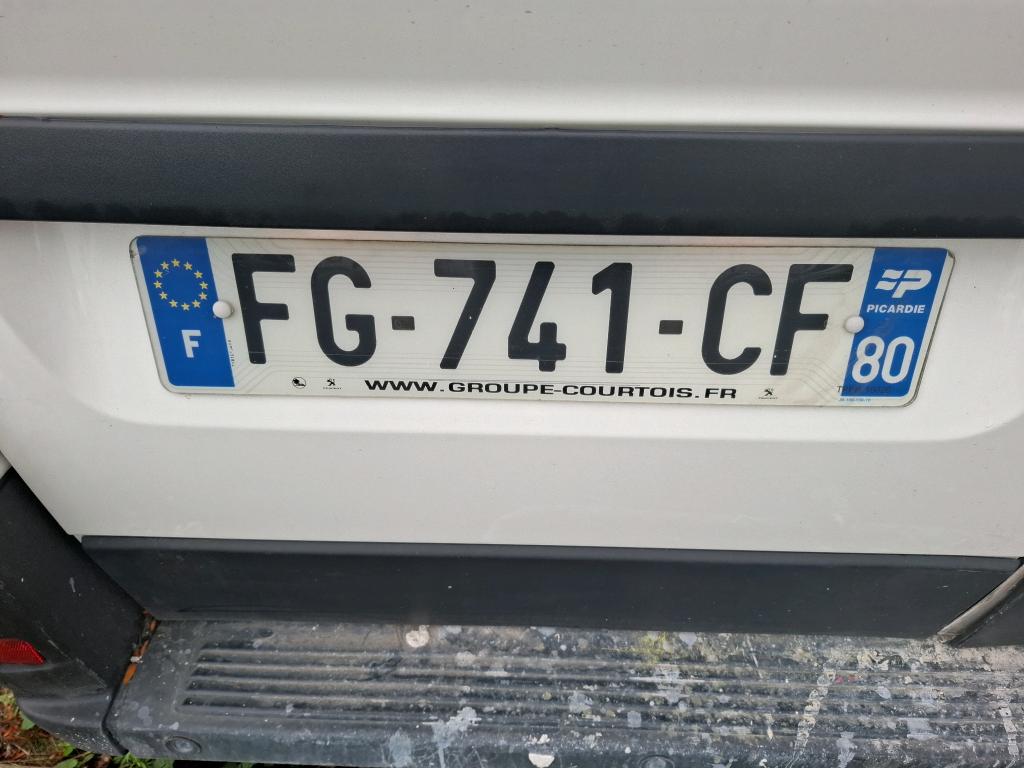 F
FG-741-CF
PICARDIE
80
WWW.GROUPE-COURTOIS.FR